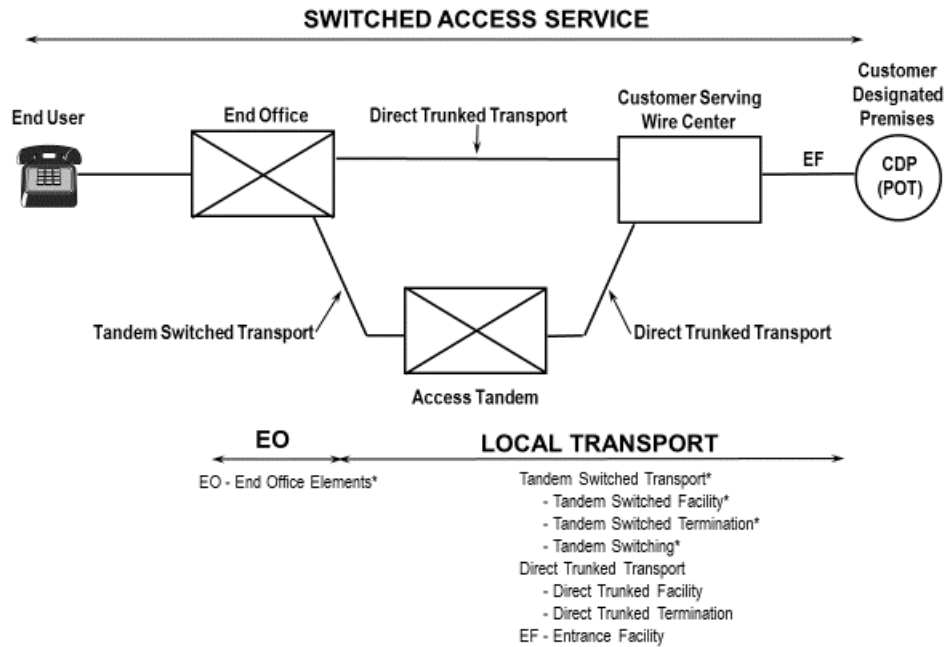 SWITCHED ACCESS SERVICE
End User
End Office
Direct Trunked Transport
Customer Serving
Wire Center
Customer
Designated
Premises
EF
CDP
(POT)
Tandem Switched Transport
Direct Trunked Transport
Access Tandem
EO
LOCAL TRANSPORT
EO - End Office Elements*
Tandem Switched Transport*
- Tandem Switched Facility*
- Tandem Switched Termination*
- Tandem Switching*
Direct Trunked Transport
- Direct Trunked Facility
- Direct Trunked Termination
EF - Entrance Facility